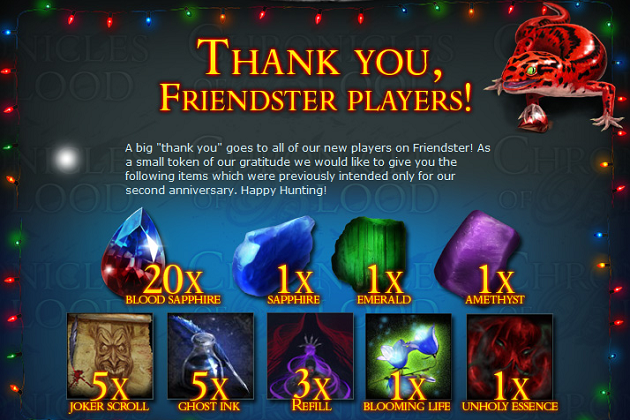 THANK YOU,
FRIENDSTER PLAYERS!
A big "thank you" goes to all of our new players on Friendster! As
a small token of our gratitude we would like to give you the
following items which were previously intended only for our
second anniversary. Happy Hunting!
20x 1x 1x 1x
BLOOD SAPPHIRE SAPPHIRE EMERALD AMETHYST
5x 5x 3x 1x 1x
JOKER SCROLL GHOST INK REFILL BLOOMING LIFE UNHOLY ESSENCE